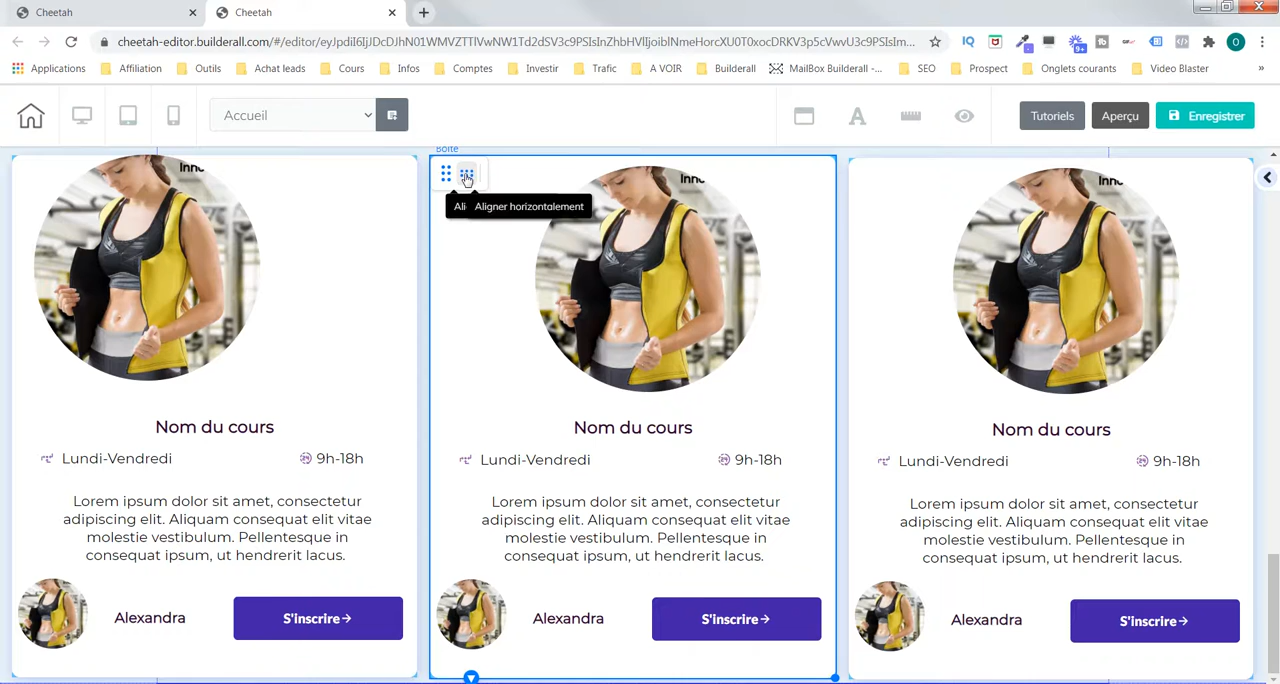 Cheetah
Cheetah
cheetah-editor.builderall.com/#/editor/eyJpdiI6IjJDcDJhN01WMVZTTlVwNW1Td2dSV3c9PSIsInZhbHVlIjoiblNmeHorcXU0T0xocDRKV3p5cVwvU3c9PSIsIm...
Applications
Affiliation
Outils
Achat leads
Cours
Infos
Comptes
Investir
Trafic
A VOIR
Builderall
MailBox Builderall -...
SEO
Prospect
Onglets courants
Video Blaster
»
Accueil
Tutoriels
Aperçu
Enregistrer
Boîte
Ali
Aligner horizontalement
Nom du cours
Lundi-Vendredi
9h-18h
Lorem ipsum dolor sit amet, consectetur
adipiscing elit. Aliquam consequat elit vitae
molestie vestibulum. Pellentesque in
consequat ipsum, ut hendrerit lacus.
Alexandra
S'inscrire→
Nom du cours
Lundi-Vendredi
9h-18h
Lorem ipsum dolor sit amet, consectetur
adipiscing elit. Aliquam consequat elit vitae
molestie vestibulum. Pellentesque in
consequat ipsum, ut hendrerit lacus.
Alexandra
S'inscrire→
Nom du cours
Lundi-Vendredi
9h-18h
Lorem ipsum dolor sit amet, consectetur
adipiscing elit. Aliquam consequat elit vitae
molestie vestibulum. Pellentesque in
consequat ipsum, ut hendrerit lacus.
Alexandra
S'inscrire→